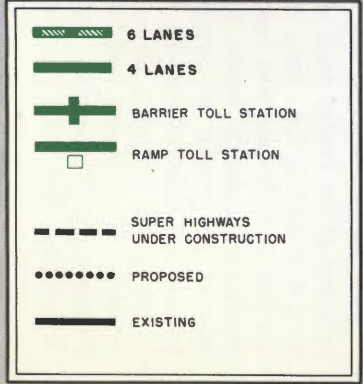 6 LANES
4 LANES
BARRIER TOLL STATION
RAMP TOLL STATION
SUPER HIGHWAYS
UNDER CONSTRUCTION
PROPOSED
EXISTING